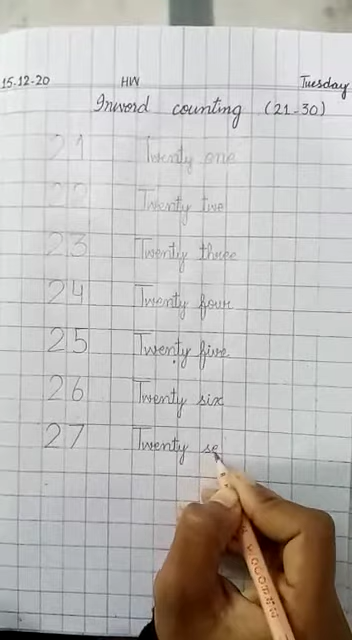 15.12-20 HW Tuesday
Inword counting (21-30)
21 Twenty one
22 Twenty two
23 Twenty three
24 Twenty four
25 Twenty five
26 Twenty six
27 Twenty se